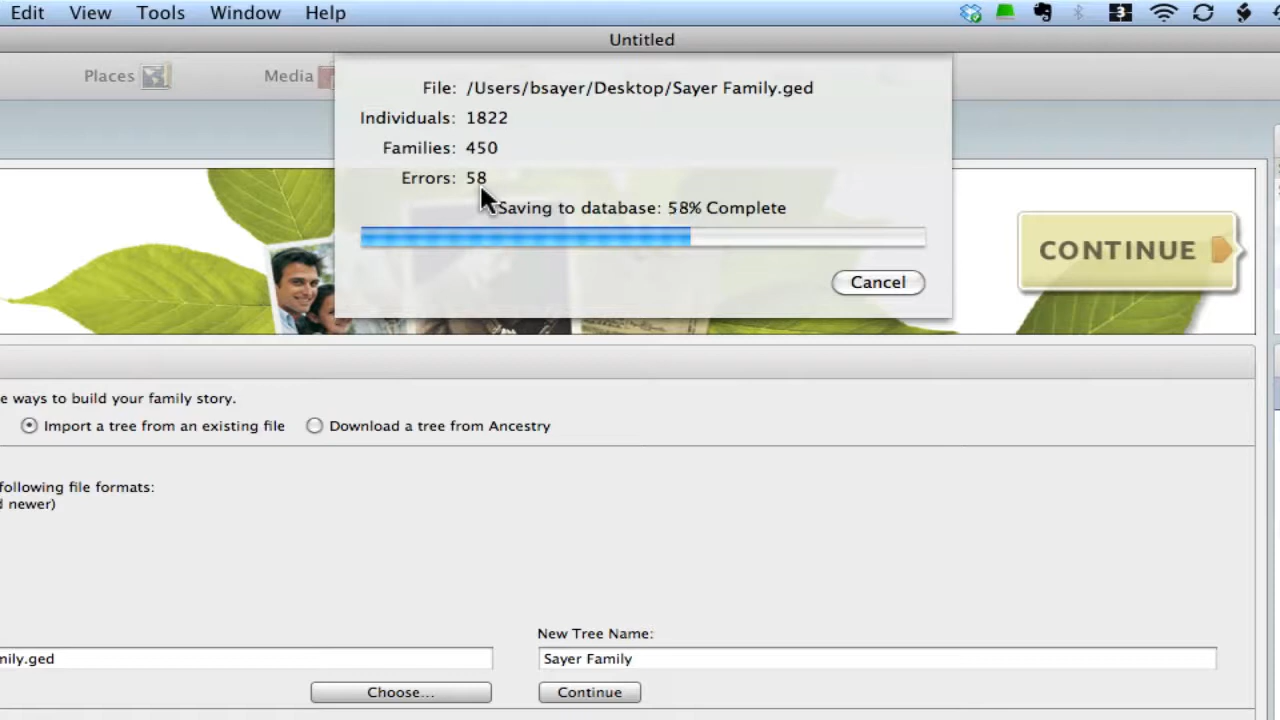 Edit View Tools Window Help 3
Untitled
Places Media
File: /Users/bsayer/Desktop/Sayer Family.ged
Individuals: 1822
Families: 450
Errors: 58
Saving to database: 58% Complete
CONTINUE
Cancel
e ways to build your family story.
Import a tree from an existing file Download a tree from Ancestry
following file formats:
d newer)
New Tree Name:
mily.ged Sayer Family
Choose... Continue